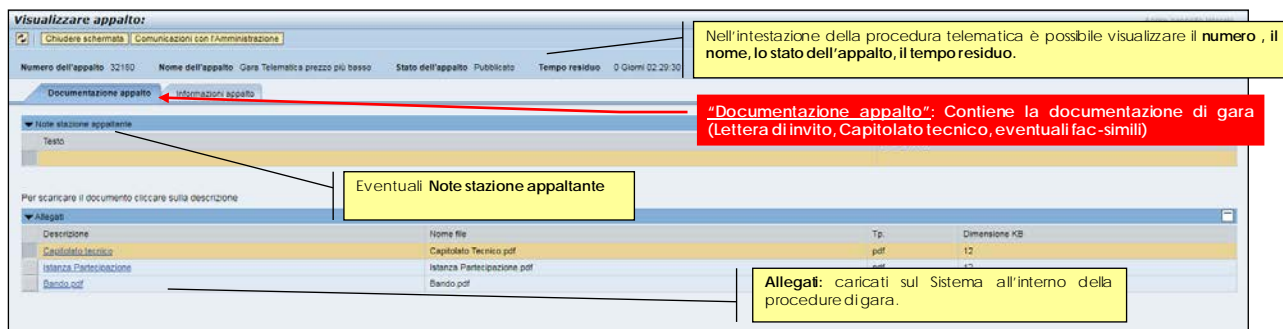 Visualizzare appalto:
Chiudere schermata Comunicazioni con l'Amministrazione
Numero dell'appalto 32160 Nome dell'appalto Gara Telematica prezzo più basso Stato dell'appalto Pubblicato Tempo residuo 0 Giorni 02:29:30
Nell'intestazione della procedura telematica è possibile visualizzare il numero , il
nome, lo stato dell'appalto, il tempo residuo.
Documentazione appalto Informazioni appalto
"Documentazione appalto": Contiene la documentazione di gara
(Lettera di invito, Capitolato tecnico, eventuali fac-simili)
Note stazione appaltante
Testo
Eventuali Note stazione appaltante
Per scaricare il documento cliccare sulla descrizione
Allegati
Descrizione Nome file Tp. Dimensione KB
Capitolato tecnico Capitolato Tecnico.pdf pdf 12
Istanza Partecipazione Istanza Partecipazione.pdf pdf 12
Bando.pdf Bando.pdf
Allegati: caricati sul Sistema all'interno della
procedure di gara.